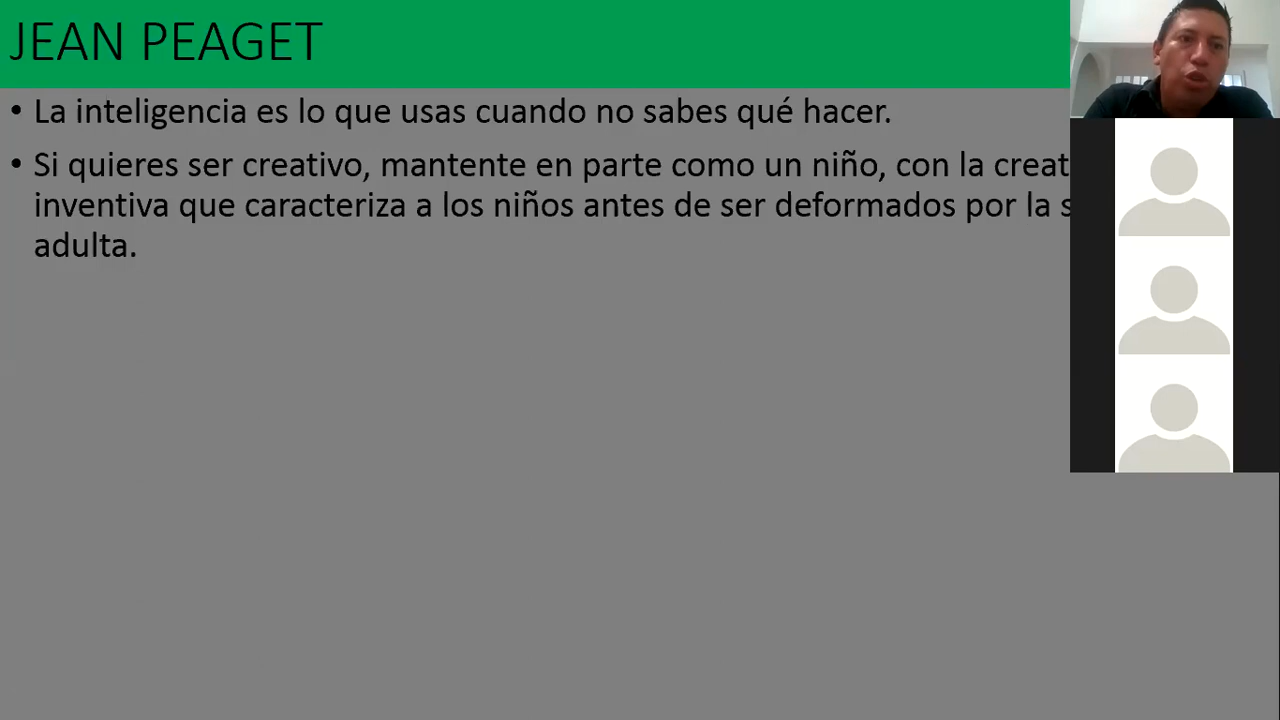 JEAN PEAGET
• La inteligencia es lo que usas cuando no sabes qué hacer.
• Si quieres ser creativo, mantente en parte como un niño, con la
inventiva que caracteriza a los niños antes de ser deformados por la
adulta.